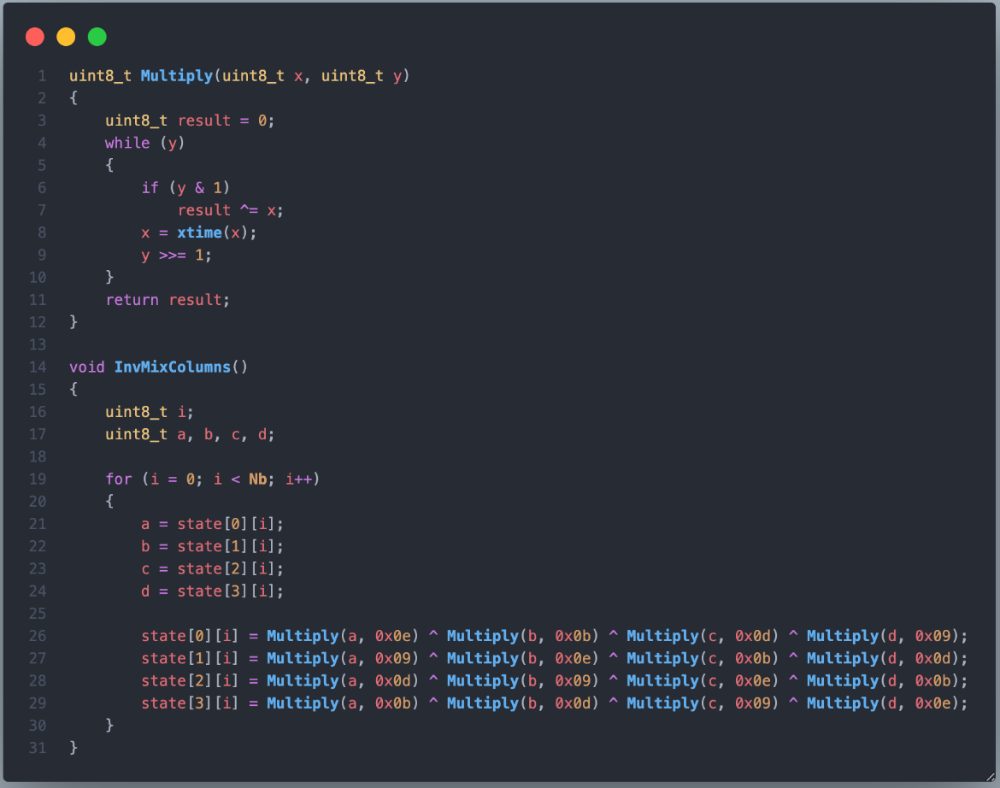 1 uint8_t Multiply(uint8_t x, uint8_t y)
2 {
3     uint8_t result = 0;
4     while (y)
5     {
6         if (y & 1)
7             result ^= x;
8         x = xtime(x);
9         y >>= 1;
10     }
11     return result;
12 }
13
14 void InvMixColumns()
15 {
16     uint8_t i;
17     uint8_t a, b, c, d;
18
19     for (i = 0; i < Nb; i++)
20     {
21         a = state[0][i];
22         b = state[1][i];
23         c = state[2][i];
24         d = state[3][i];
25
26         state[0][i] = Multiply(a, 0x0e) ^ Multiply(b, 0x0b) ^ Multiply(c, 0x0d) ^ Multiply(d, 0x09);
27         state[1][i] = Multiply(a, 0x09) ^ Multiply(b, 0x0e) ^ Multiply(c, 0x0b) ^ Multiply(d, 0x0d);
28         state[2][i] = Multiply(a, 0x0d) ^ Multiply(b, 0x09) ^ Multiply(c, 0x0e) ^ Multiply(d, 0x0b);
29         state[3][i] = Multiply(a, 0x0b) ^ Multiply(b, 0x0d) ^ Multiply(c, 0x09) ^ Multiply(d, 0x0e);
30     }
31 }